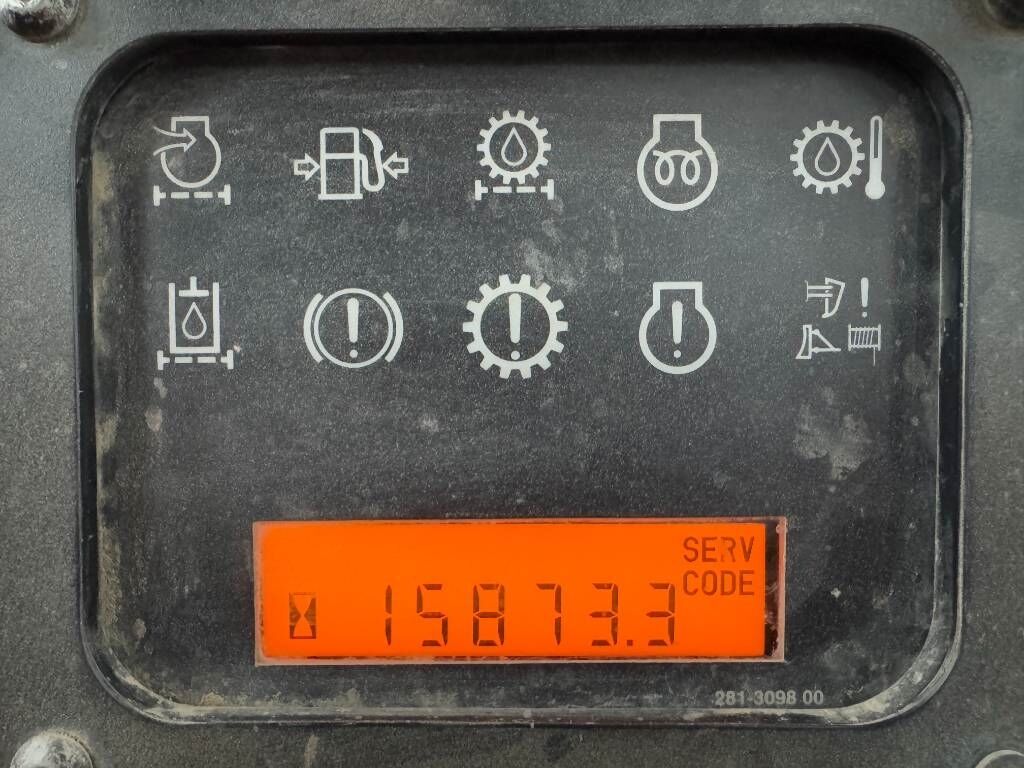 SERV
CODE
15873.3
281-3098 00